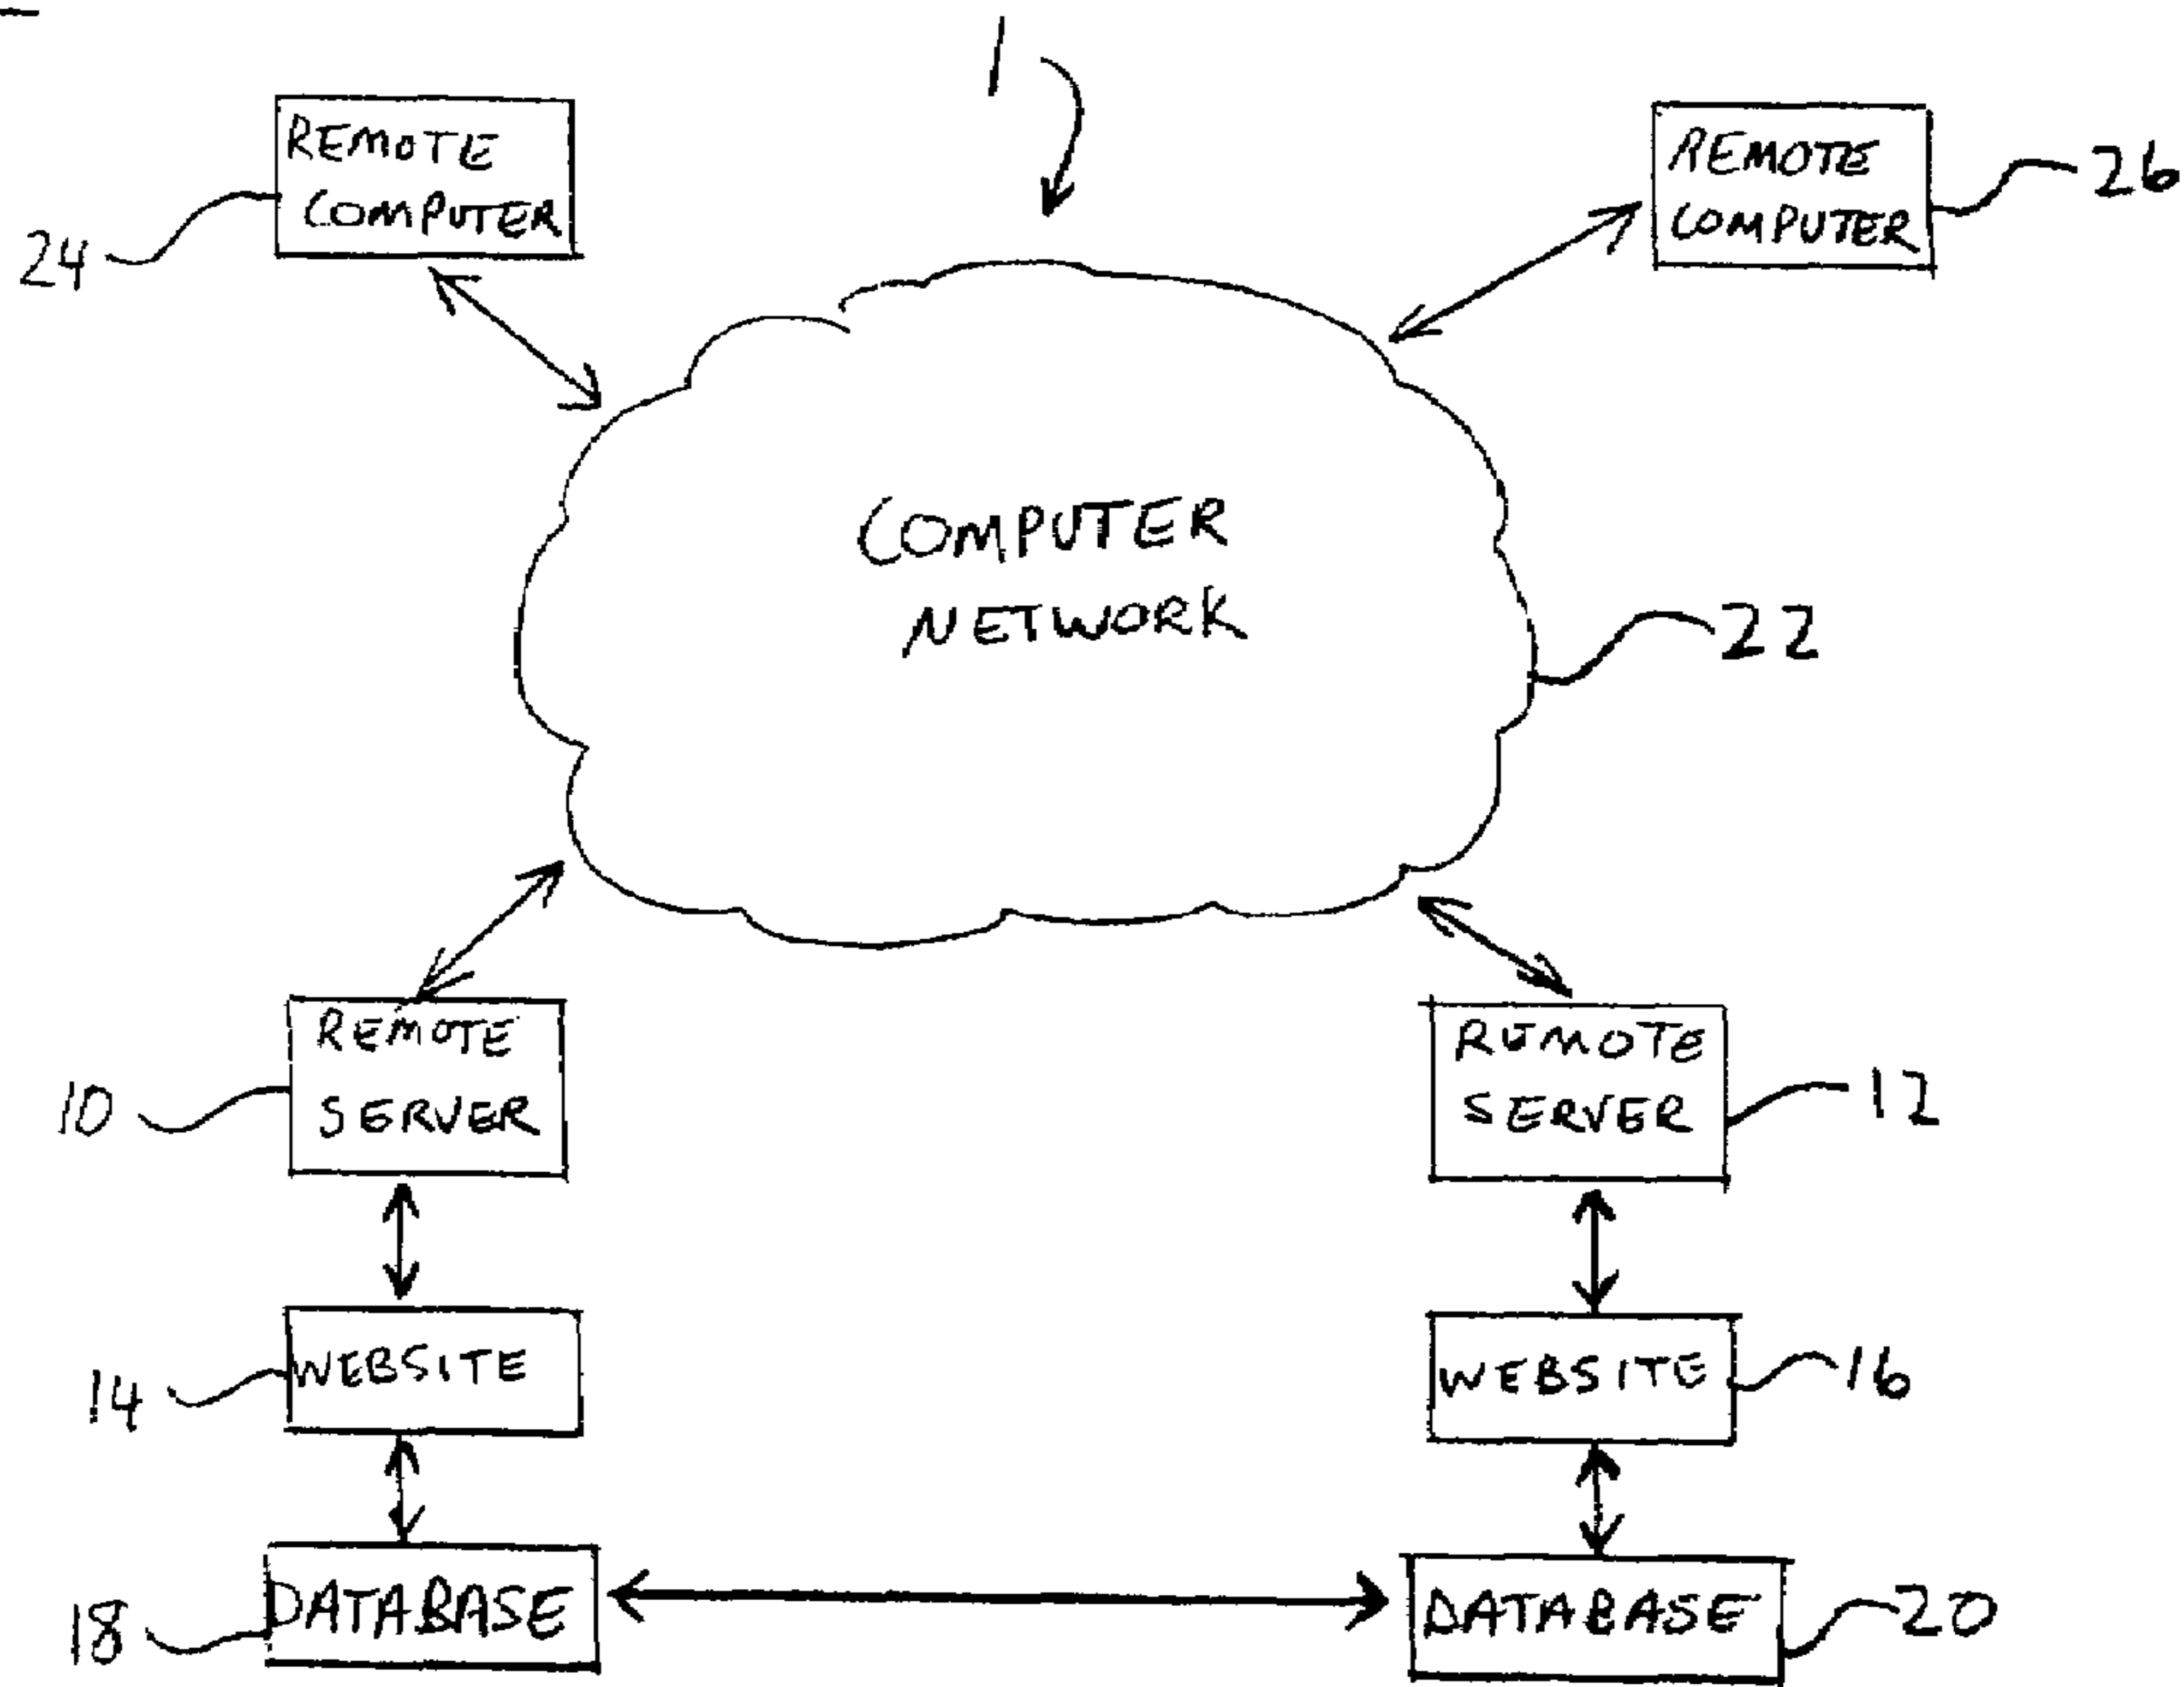 1
REMOTE
COMPUTER
24
REMOTE
COMPUTER
26
COMPUTER
NETWORK
22
REMOTE
SERVER
10
REMOTE
SERVER
12
WEBSITE
14
WEBSITE
16
DATABASE
18
DATABASE
20